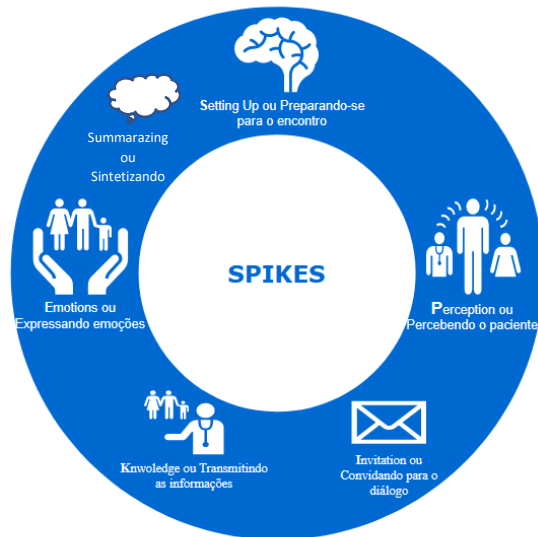 Setting Up ou Preparando-se
para o encontro
Summarazing
ou
Sintetizando
SPIKES
Emotions ou
Expressando emoções
Perception ou
Percebendo o paciente
Knwoledge ou Transmitindo
as informações
Invitation ou
Convidando para o
diálogo